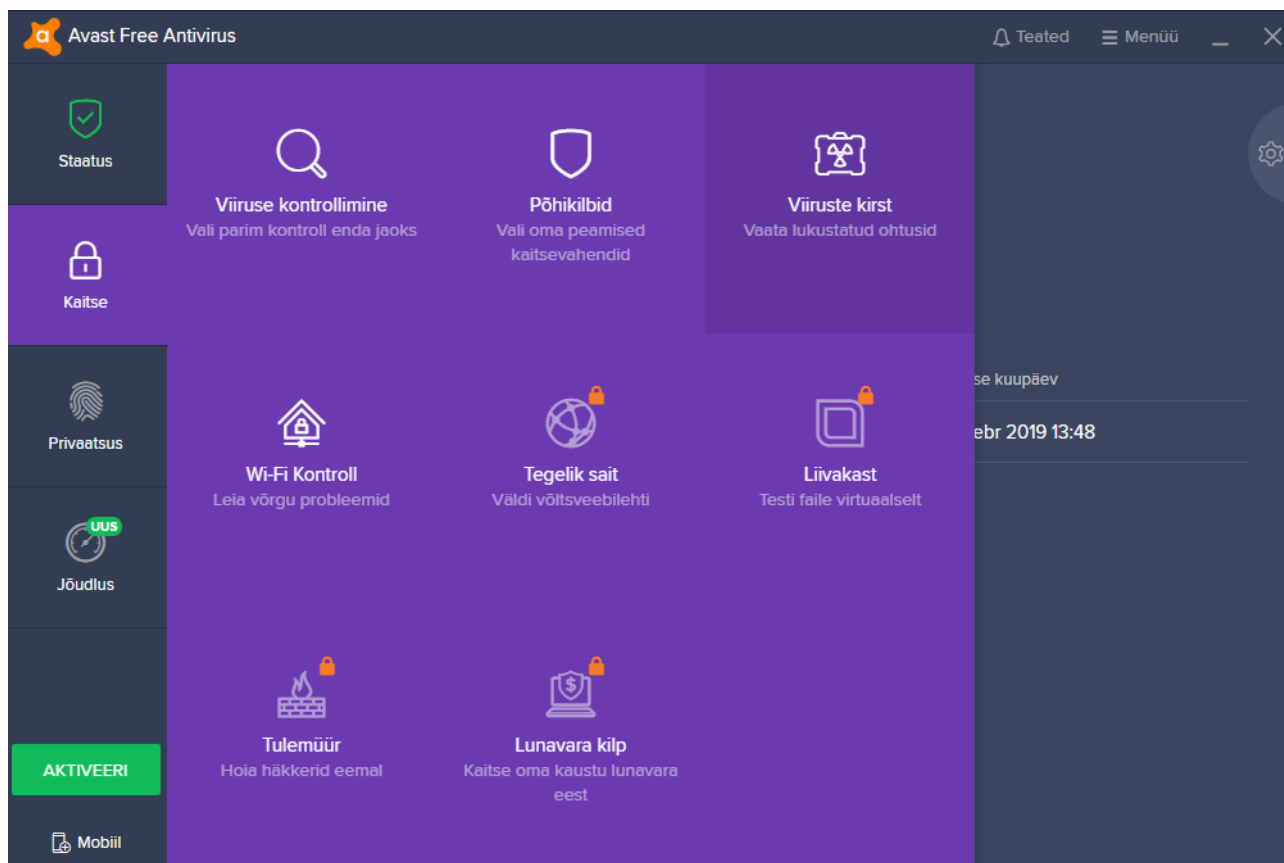 Avast Free Antivirus
Teated
Menüü
Staatus
Kaitse
Privaatsus
UUS
Jõudlus
AKTIVEERI
Mobiil
Viiruse kontrollimine
Vali parim kontroll enda jaoks
Põhikilbid
Vali oma peamised
kaitsevahendid
Viiruste kirst
Vaata lukustatud ohtusid
Wi-Fi Kontroll
Leia võrgu probleemid
Tegelik sait
Väldi võltsveebilehti
Liivakast
Testi faile virtuaalselt
Tulemüür
Hoia häkkerid eemal
Lunavara kilp
Kaitse oma kaustu lunavara
eest
se kuupäev
ebr 2019 13:48